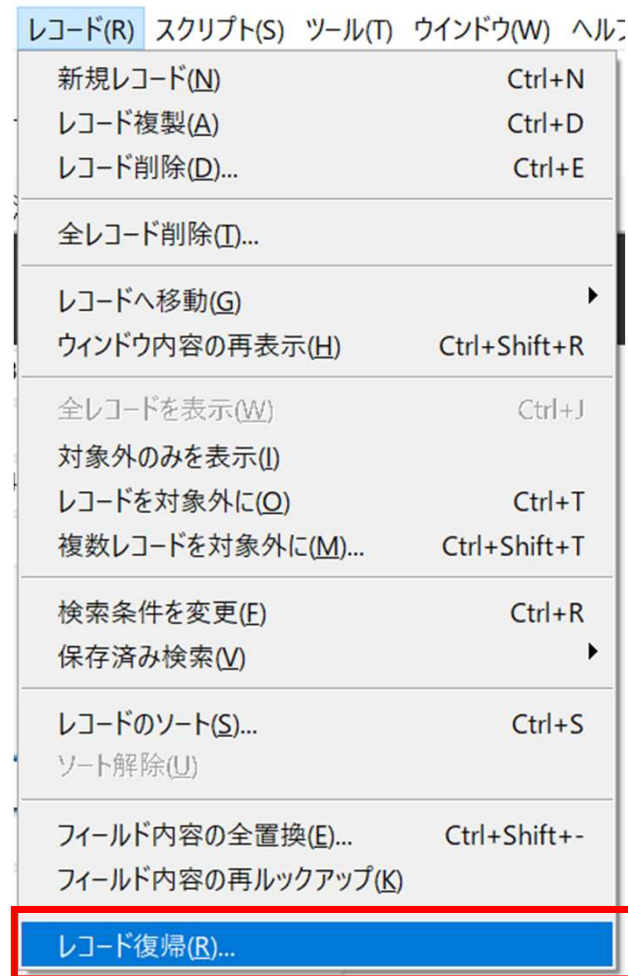 レコード(R) スクリプト(S) ツール(T) ウインドウ(W) ヘル
新規レコード(N) Ctrl+N
レコード複製(A) Ctrl+D
レコード削除(D)... Ctrl+E
全レコード削除(T)...
レコードへ移動(G)
ウィンドウ内容の再表示(H) Ctrl+Shift+R
全レコードを表示(W) Ctrl+J
対象外のみを表示(I)
レコードを対象外に(O) Ctrl+T
複数レコードを対象外に(M)... Ctrl+Shift+T
検索条件を変更(F) Ctrl+R
保存済み検索(V)
レコードのソート(S)... Ctrl+S
ソート解除(U)
フィールド内容の全置換(E)... Ctrl+Shift+-
フィールド内容の再ルックアップ(K)
レコード復帰(R)...